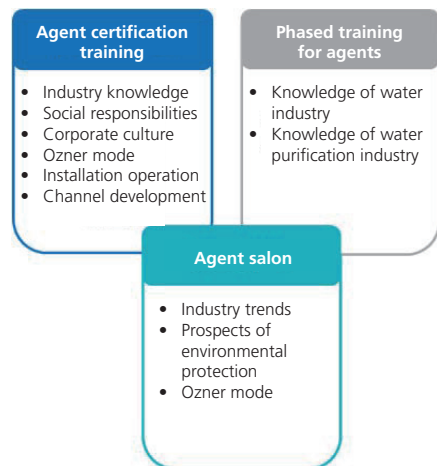 Agent certification
training
• Industry knowledge
• Social responsibilities
• Corporate culture
• Ozner mode
• Installation operation
• Channel development
Phased training
for agents
• Knowledge of water
industry
• Knowledge of water
purification industry
Agent salon
• Industry trends
• Prospects of
environmental
protection
• Ozner mode